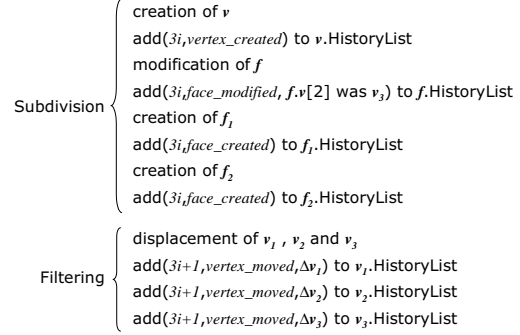 Subdivision
creation of v
add(3i,vertex_created) to v.HistoryList
modification of f
add(3i,face_modified, f.v[2] was v₃) to f.HistoryList
creation of f₁
add(3i,face_created) to f₁.HistoryList
creation of f₂
add(3i,face_created) to f₂.HistoryList
Filtering
displacement of v₁ , v₂ and v₃
add(3i+1,vertex_moved,Δv₁) to v₁.HistoryList
add(3i+1,vertex_moved,Δv₂) to v₂.HistoryList
add(3i+1,vertex_moved,Δv₃) to v₃.HistoryList